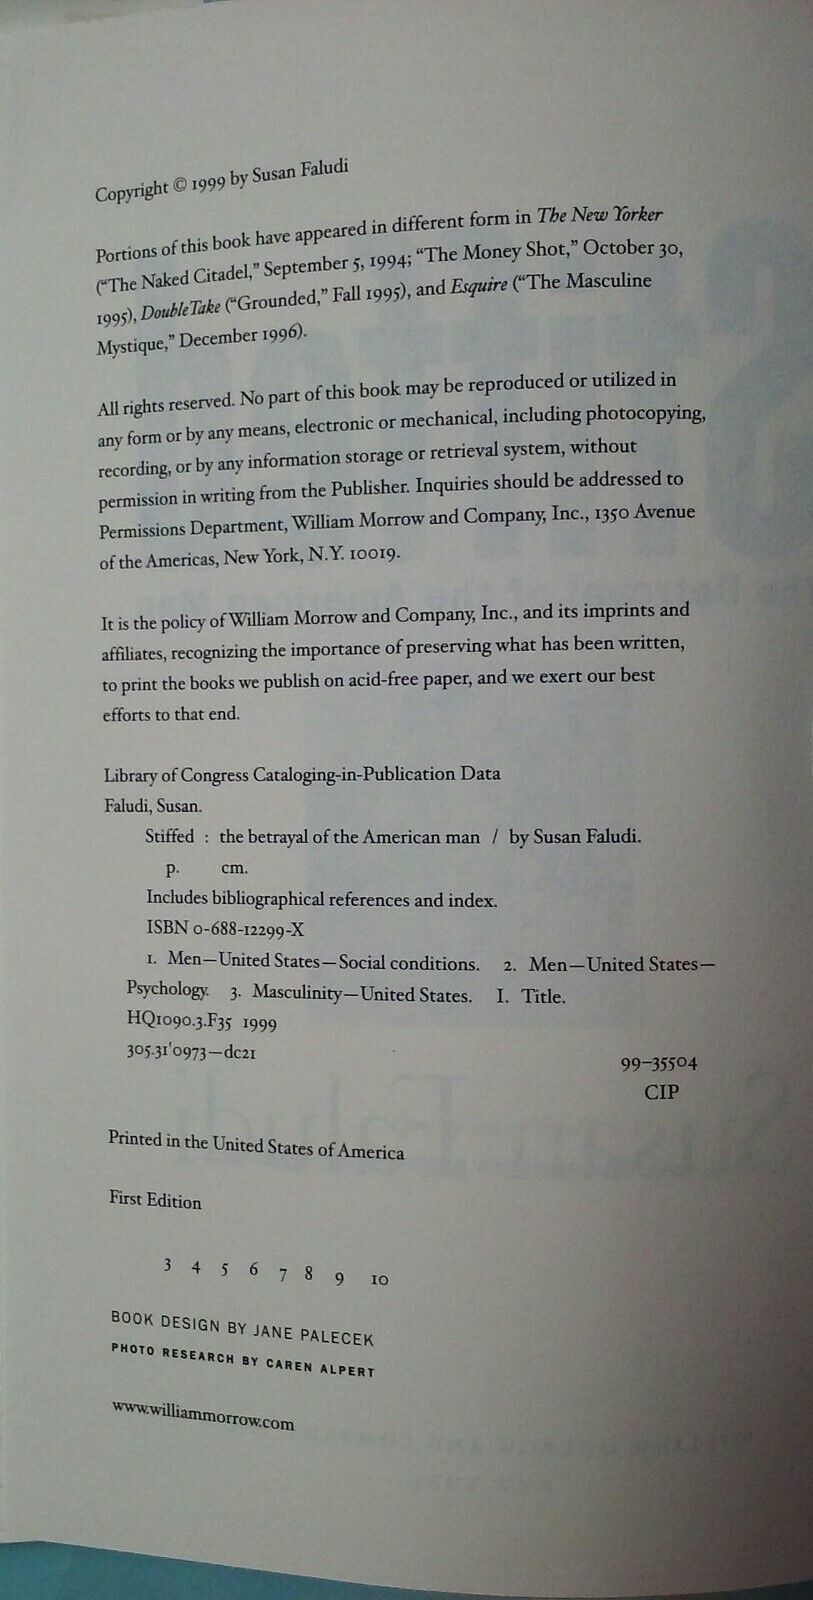 Copyright © 1999 by Susan Faludi
Portions of this book have appeared in different form in The New Yorker
(“The Naked Citadel,” September 5, 1994; “The Money Shot,” October 30,
1995), DoubleTake (“Grounded,” Fall 1995), and Esquire (“The Masculine
Mystique,” December 1996).
All rights reserved. No part of this book may be reproduced or utilized in
any form or by any means, electronic or mechanical, including photocopying,
recording, or by any information storage or retrieval system, without
permission in writing from the Publisher. Inquiries should be addressed to
Permissions Department, William Morrow and Company, Inc., 1350 Avenue
of the Americas, New York, N.Y. 10019.
It is the policy of William Morrow and Company, Inc., and its imprints and
affiliates, recognizing the importance of preserving what has been written,
to print the books we publish on acid-free paper, and we exert our best
efforts to that end.
Library of Congress Cataloging-in-Publication Data
Faludi, Susan.
Stiffed : the betrayal of the American man / by Susan Faludi.
p. cm.
Includes bibliographical references and index.
ISBN 0-688-12299-X
1. Men—United States—Social conditions. 2. Men—United States—
Psychology. 3. Masculinity—United States. I. Title.
HQ1090.3.F35 1999
305.31'0973—dc21
99-35504
CIP
Printed in the United States of America
First Edition
3 4 5 6 7 8 9 10
BOOK DESIGN BY JANE PALECEK
PHOTO RESEARCH BY CAREN ALPERT
www.williammorrow.com